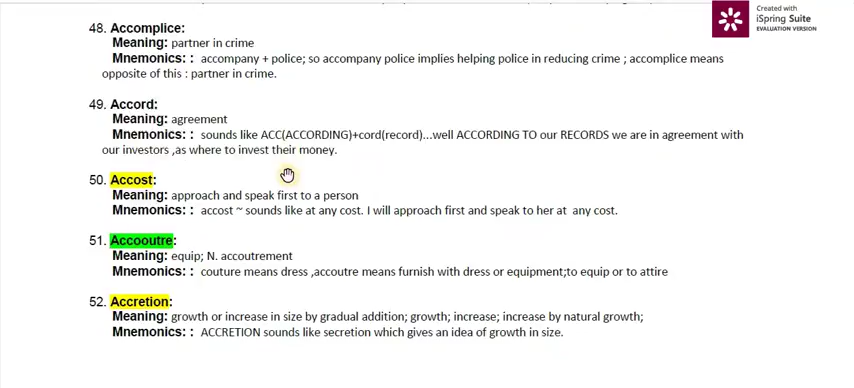 Created with
iSpring Suite
EVALUATION VERSION
48. Accomplice:
Meaning: partner in crime
Mnemonics: : accompany + police; so accompany police implies helping police in reducing crime ; accomplice means
opposite of this : partner in crime.
49. Accord:
Meaning: agreement
Mnemonics: : sounds like ACC(ACCORDING)+cord(record)...well ACCORDING TO our RECORDS we are in agreement with
our investors ,as where to invest their money.
50. Accost:
Meaning: approach and speak first to a person
Mnemonics: : accost ~ sounds like at any cost. I will approach first and speak to her at any cost.
51. Accooutre:
Meaning: equip; N. accoutrement
Mnemonics: : couture means dress ,accoutre means furnish with dress or equipment;to equip or to attire
52. Accretion:
Meaning: growth or increase in size by gradual addition; growth; increase; increase by natural growth;
Mnemonics: : ACCRETION sounds like secretion which gives an idea of growth in size.